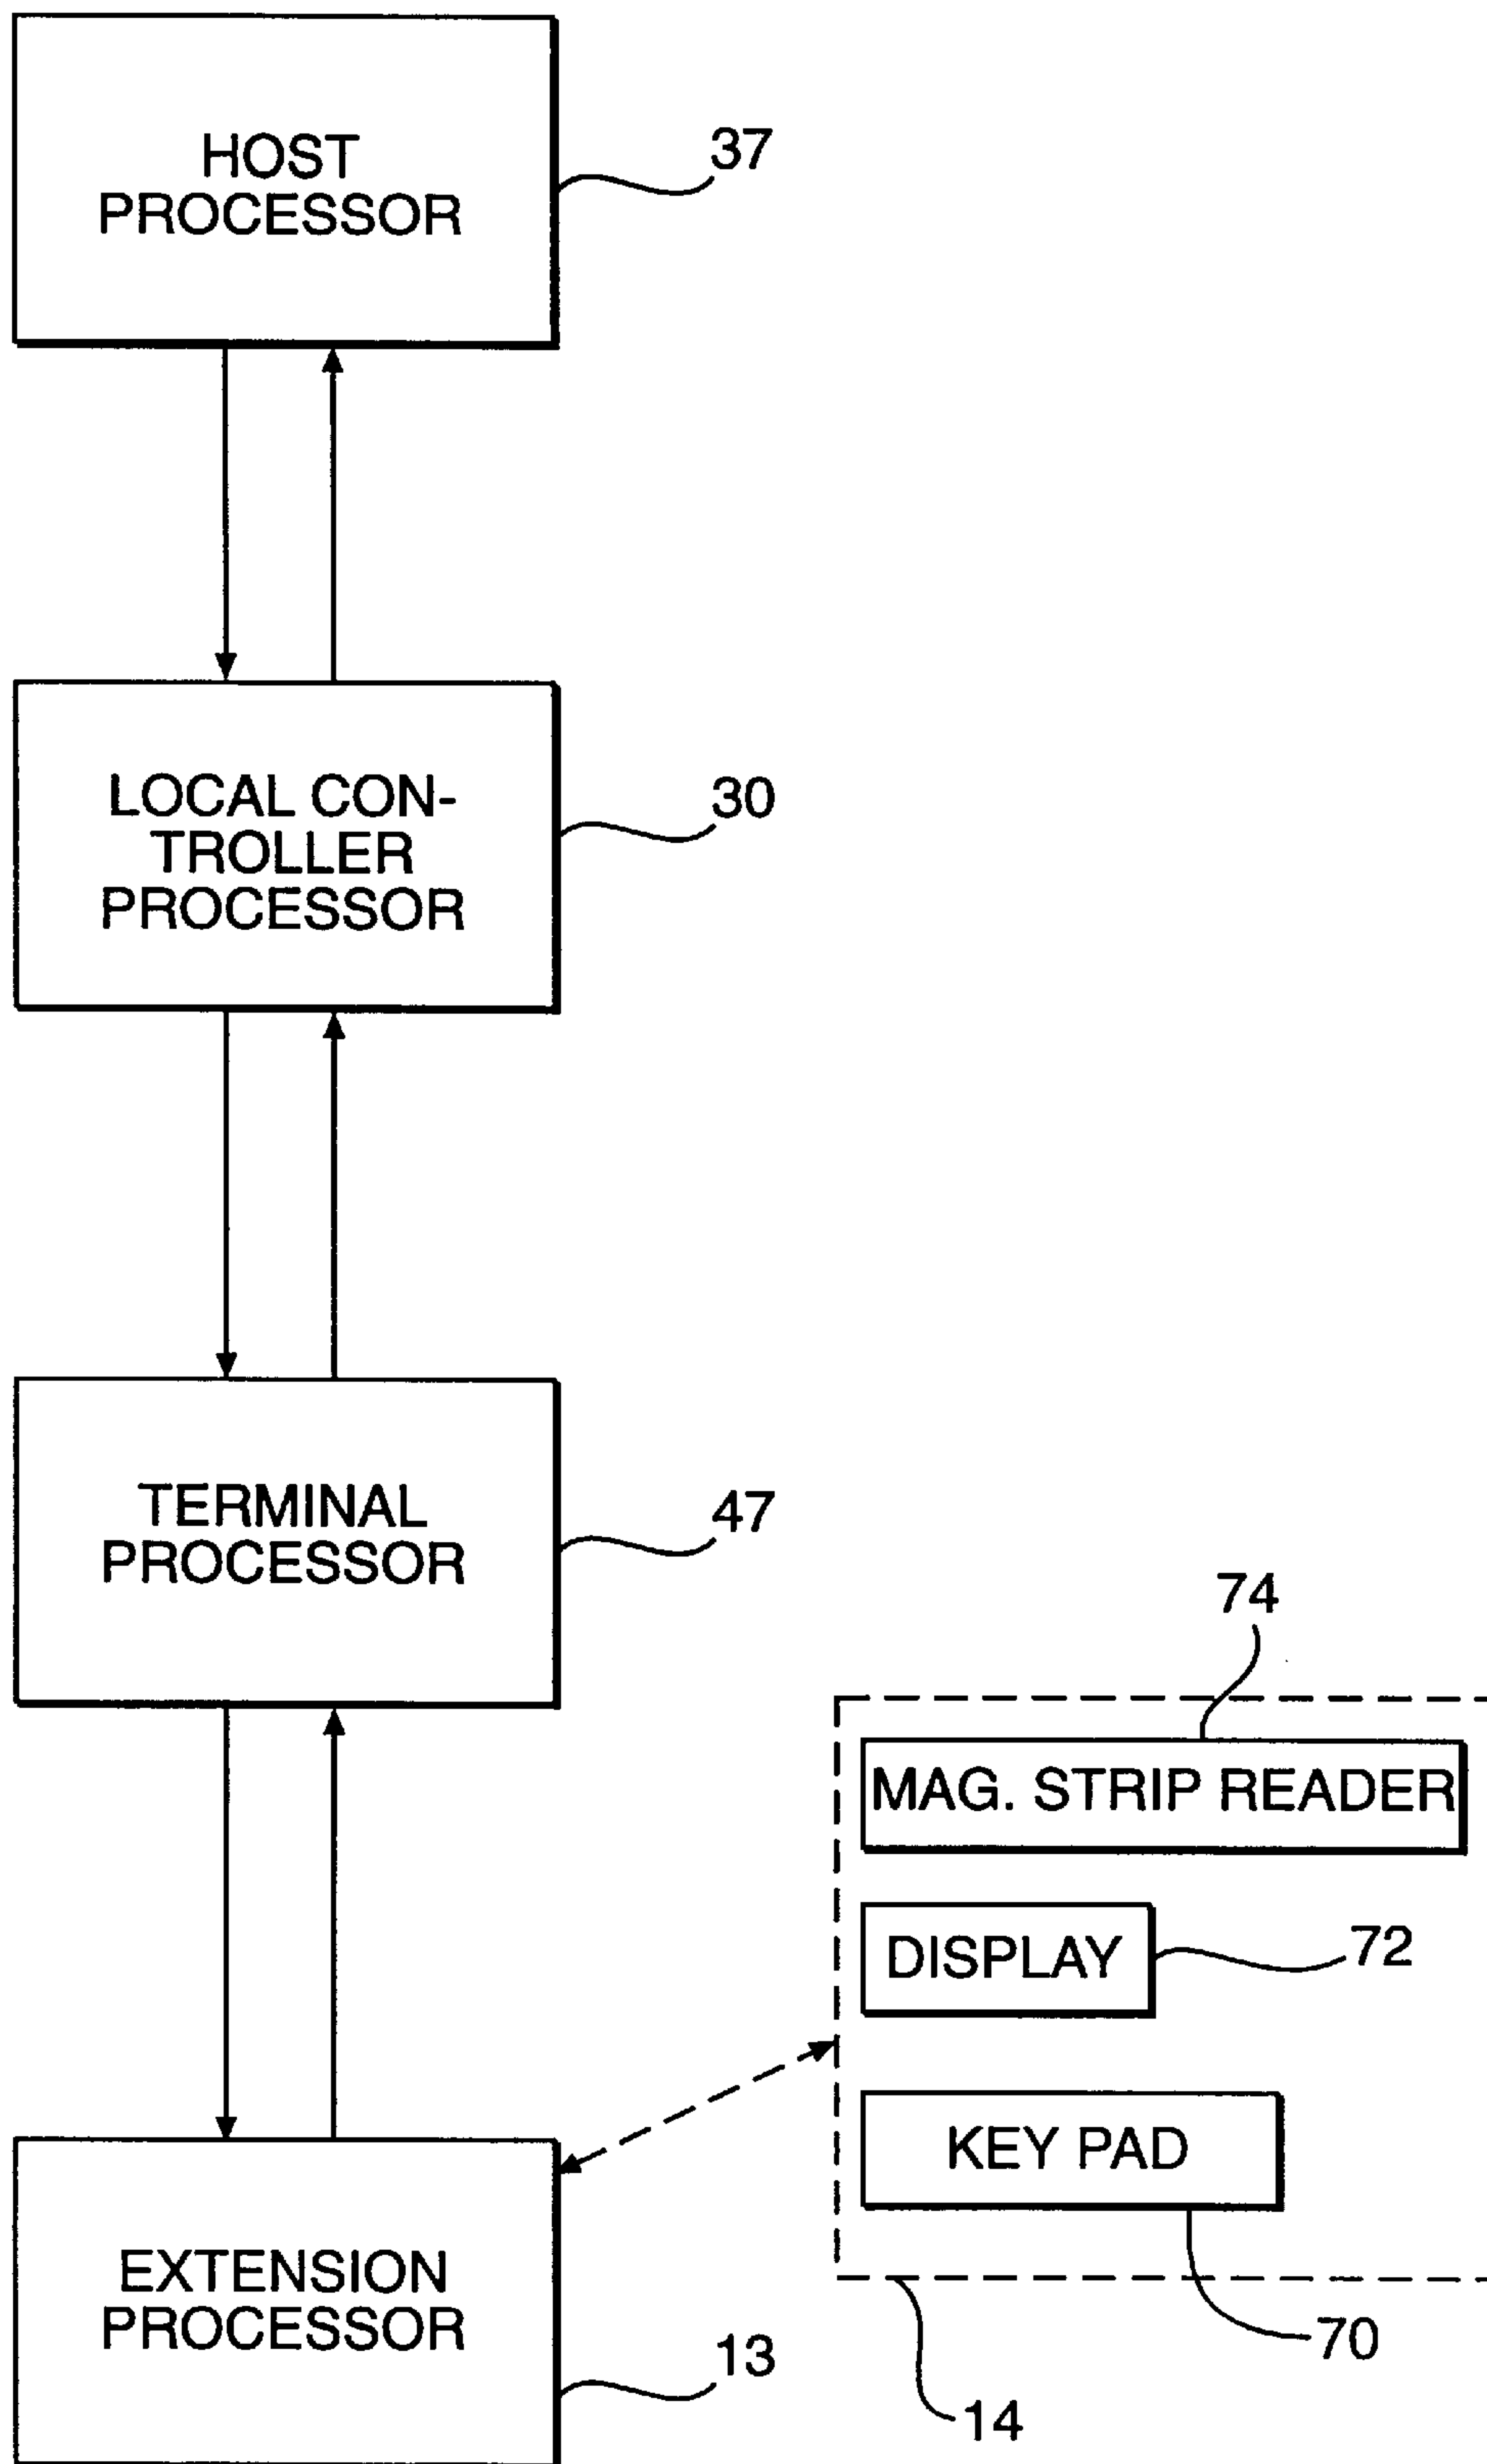 HOST
PROCESSOR
37
LOCAL CON-
TROLLER
PROCESSOR
30
TERMINAL
PROCESSOR
47
74
MAG. STRIP READER
DISPLAY
72
KEY PAD
70
14
EXTENSION
PROCESSOR
13